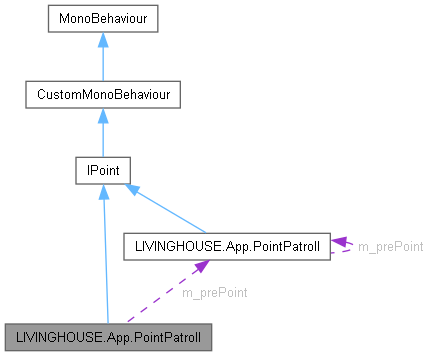 MonoBehaviour
CustomMonoBehaviour
IPoint
LIVINGHOUSE.App.PointPatroll
m_prePoint
m_prePoint
LIVINGHOUSE.App.PointPatroll